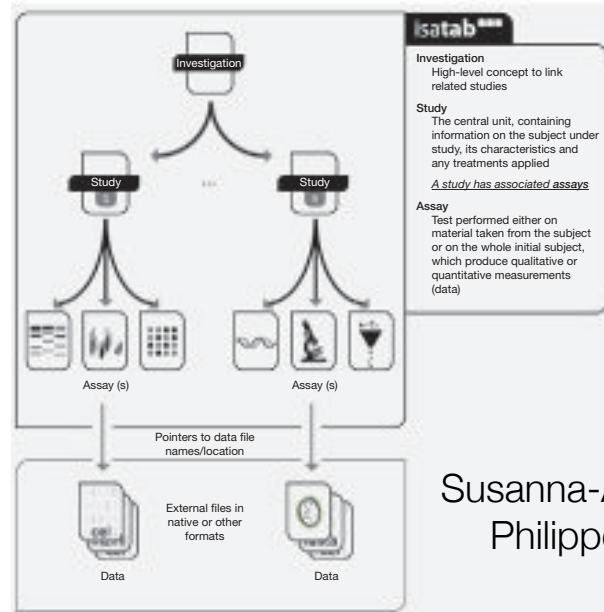 Investigation
Study
...
Study
Assay (s)
Assay (s)
Pointers to data file
names/location
External files in
native or other
formats
Data
Data
isatab
Investigation
High-level concept to link
related studies
Study
The central unit, containing
information on the subject under
study, its characteristics and
any treatments applied
A study has associated assays
Assay
Test performed either on
material taken from the subject
or on the whole initial subject,
which produce qualitative or
quantitative measurements
(data)
Susanna-
Philippe